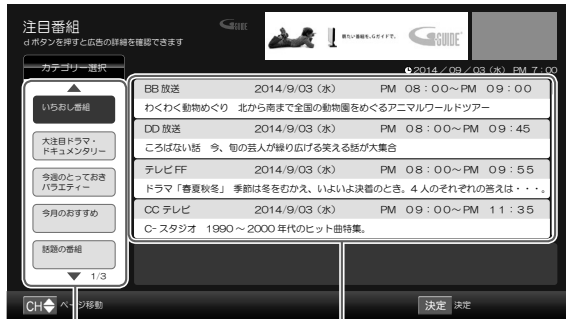 注目番組
dボタンを押すと広告の詳細を確認できます
GGUIDE
新しい番組を、Gガイドで。
GGUIDE®
カテゴリー選択
2014／09／03（水） PM 7：00
いちおし番組
大注目ドラマ・
ドキュメンタリー
今週のとっておき
バラエティー
今月のおすすめ
話題の番組
1/3
BB 放送 2014/9/03（水） PM 08：00～PM 09：00
わくわく動物めぐり 北から南まで全国の動物園をめぐるアニマルワールドツアー
DD 放送 2014/9/03（水） PM 08：00～PM 09：45
ころばない話 今、旬の芸人が繰り広げる笑える話が大集合
テレビ FF 2014/9/03（水） PM 08：00～PM 09：55
ドラマ「春夏秋冬」 季節は冬をむかえ、いよいよ決着のとき。4 人のそれぞれの答えは・・・。
CC テレビ 2014/9/03（水） PM 09：00～PM 11：35
C- スタジオ 1990 ～ 2000 年代のヒット曲特集。
CH ページ移動
決定 決定